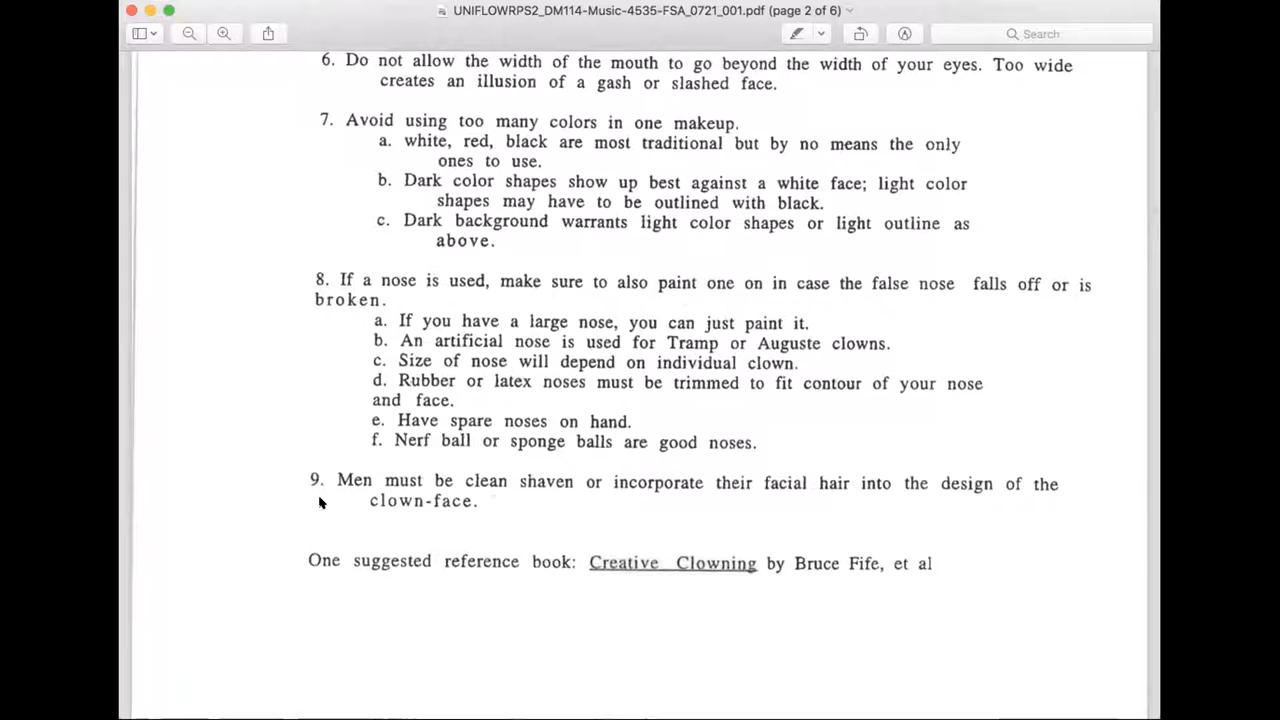 UNIFLOWRPS2_DM114-Music-4535-FSA_0721_001.pdf (page 2 of 6)
Search
6. Do not allow the width of the mouth to go beyond the width of your eyes. Too wide
creates an illusion of a gash or slashed face.
7. Avoid using too many colors in one makeup.
a. white, red, black are most traditional but by no means the only
ones to use.
b. Dark color shapes show up best against a white face; light color
shapes may have to be outlined with black.
c. Dark background warrants light color shapes or light outline as
above.
8. If a nose is used, make sure to also paint one on in case the false nose falls off or is
broken.
a. If you have a large nose, you can just paint it.
b. An artificial nose is used for Tramp or Auguste clowns.
c. Size of nose will depend on individual clown.
d. Rubber or latex noses must be trimmed to fit contour of your nose
and face.
e. Have spare noses on hand.
f. Nerf ball or sponge balls are good noses.
9. Men must be clean shaven or incorporate their facial hair into the design of the
clown-face.
One suggested reference book: Creative Clowning by Bruce Fife, et al